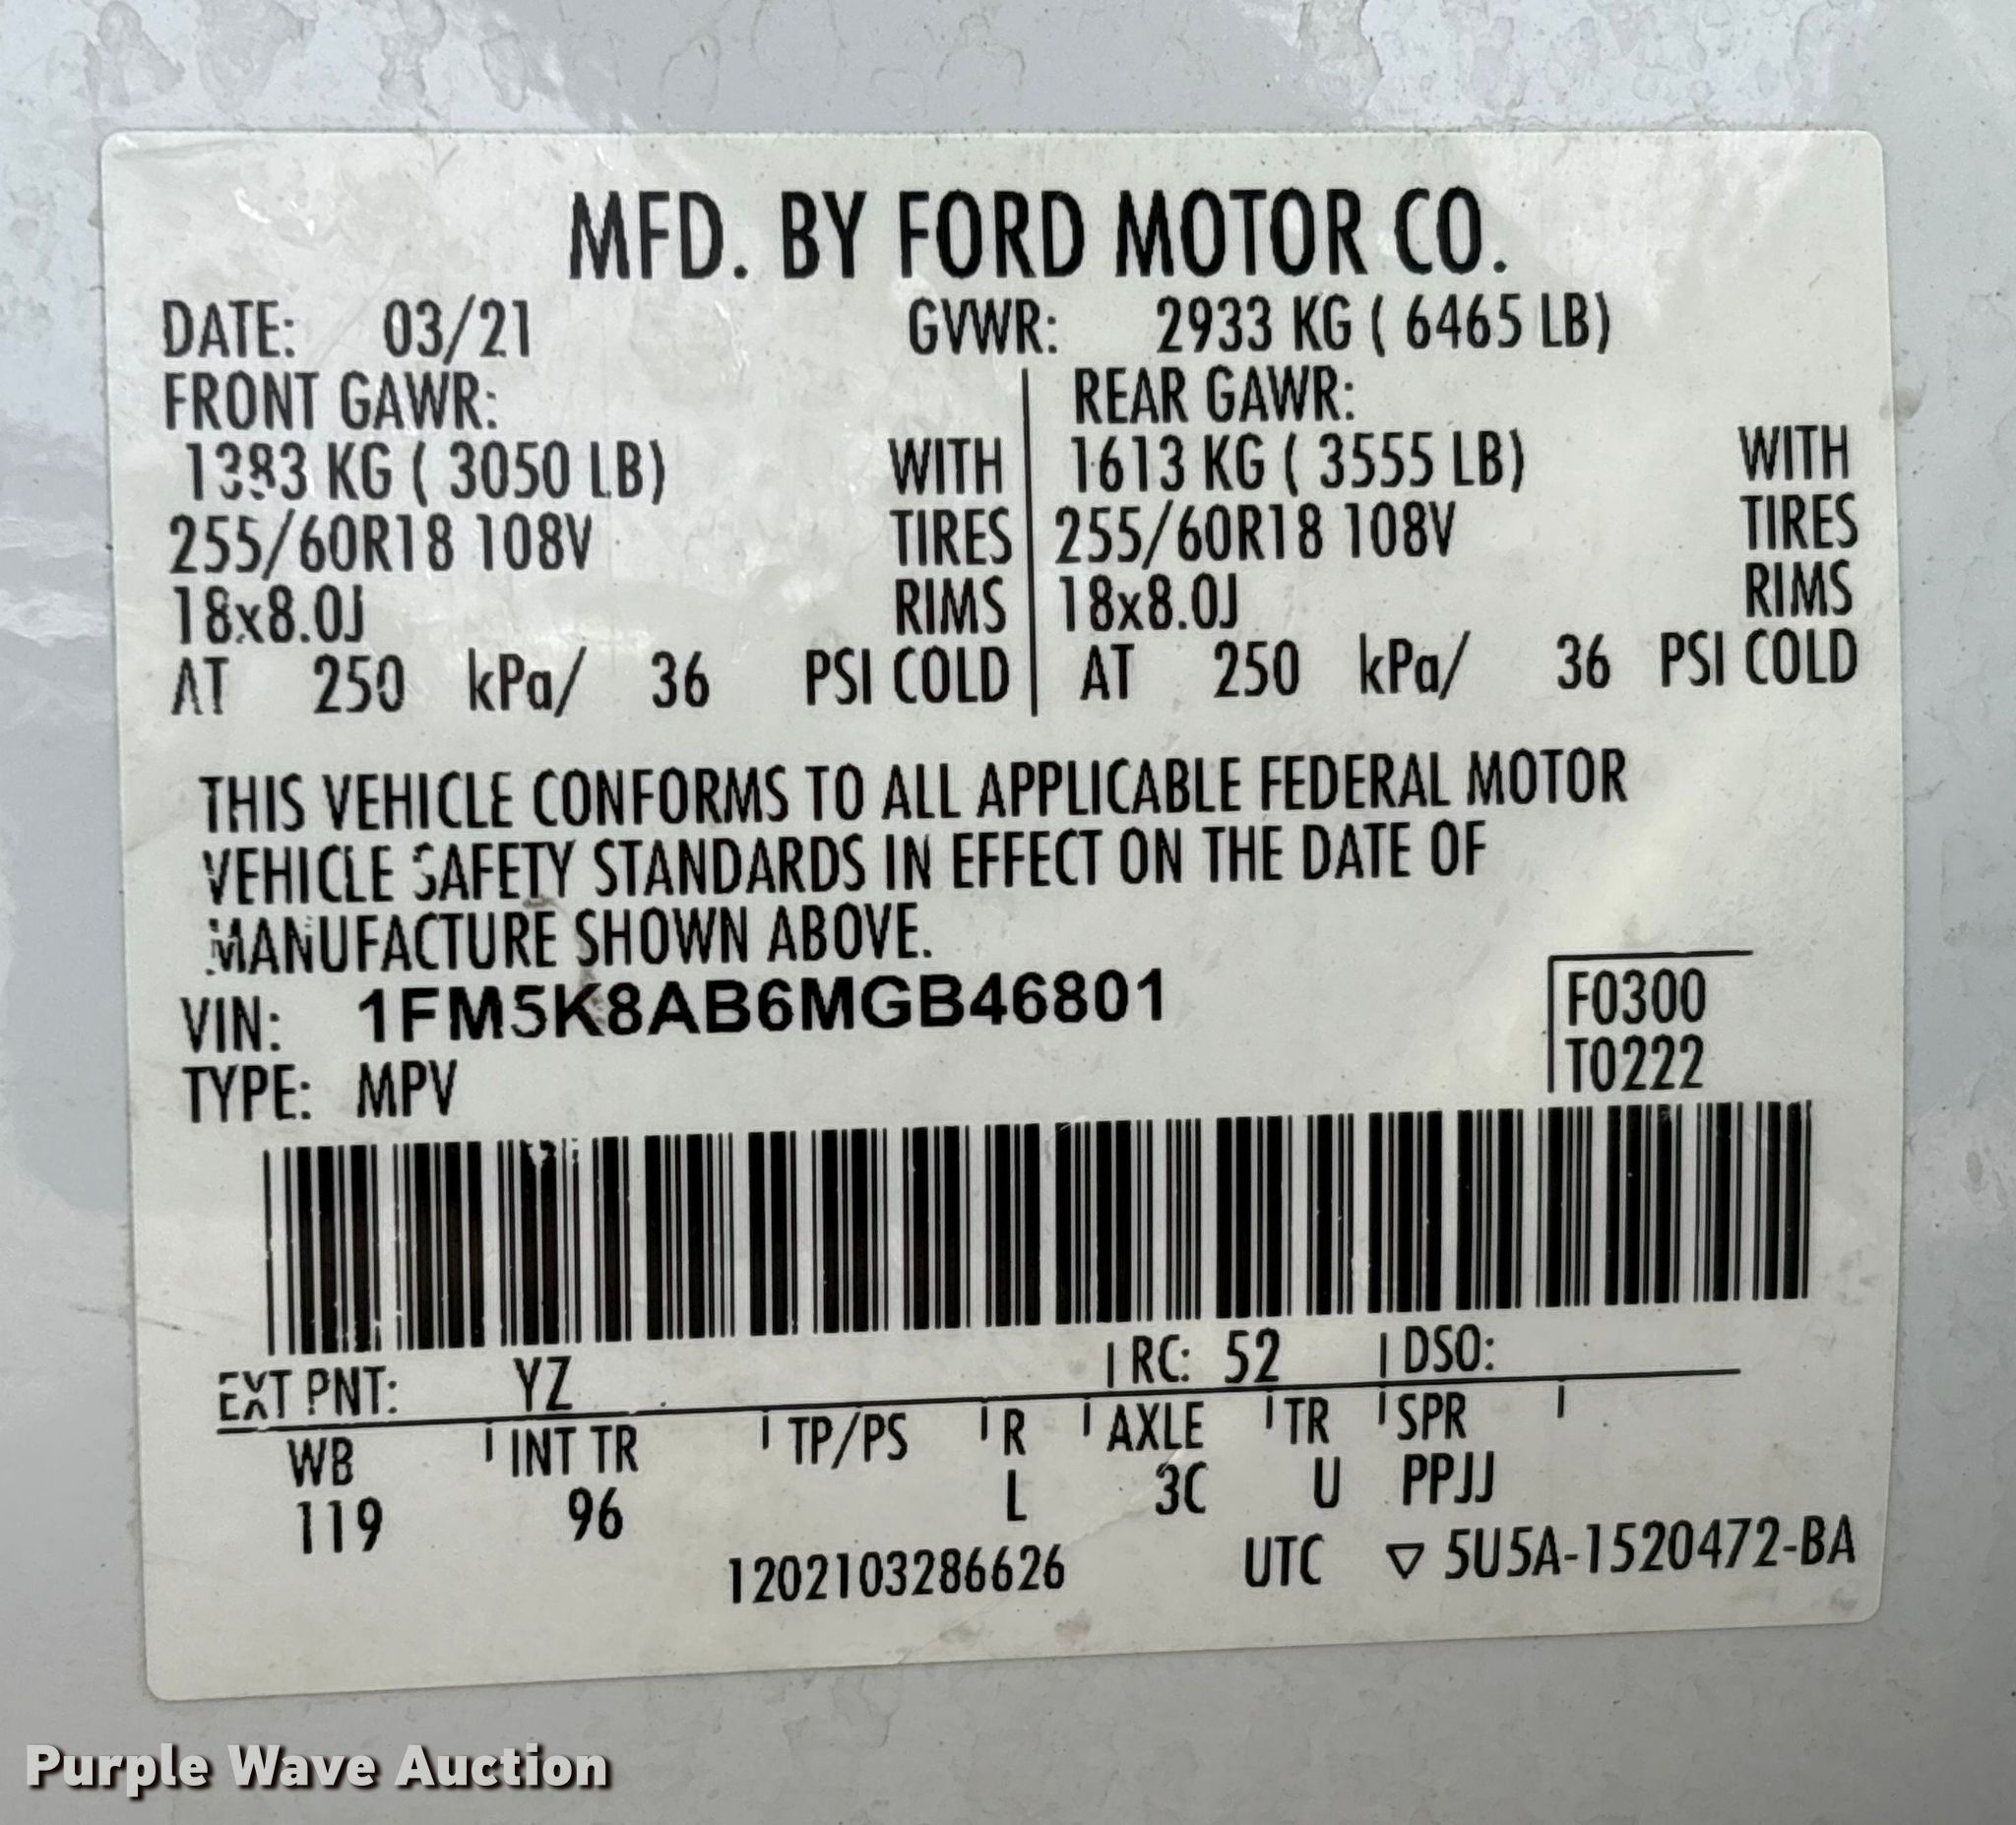 MFD. BY FORD MOTOR CO.
DATE: 03/21 GVWR: 2933 KG ( 6465 LB)
FRONT GAWR: REAR GAWR:
1383 KG ( 3050 LB) WITH 1613 KG ( 3555 LB) WITH
255/60R18 108V TIRES 255/60R18 108V TIRES
18x8.0J RIMS 18x8.0J RIMS
AT 250 kPa/ 36 PSI COLD AT 250 kPa/ 36 PSI COLD
THIS VEHICLE CONFORMS TO ALL APPLICABLE FEDERAL MOTOR
VEHICLE SAFETY STANDARDS IN EFFECT ON THE DATE OF
MANUFACTURE SHOWN ABOVE.
VIN: 1FM5K8AB6MGB46801 F0300
TYPE: MPV T0222
EXT PNT: YZ RC: 52 DSO:
WB INT TR TP/PS R AXLE TR SPR
119 96 L 3C U PPJJ
1202103286626 UTC ▽ 5U5A-1520472-BA
Purple Wave Auction